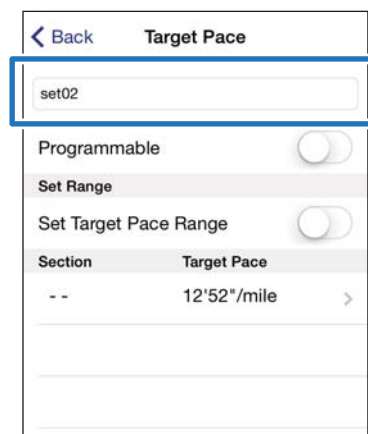 Back Target Pace
set02
Programmable
Set Range
Set Target Pace Range
Section Target Pace
- - 12'52"/mile